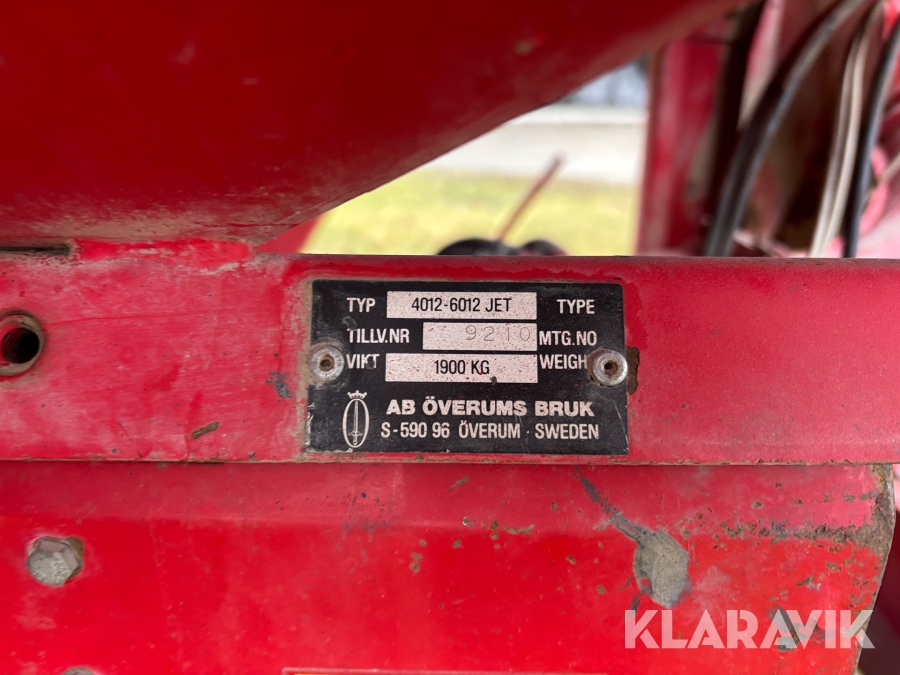 TYP 4012-6012 JET TYPE
TILLV.NR 9210 MTG.NO
VIKT 1900 KG WEIGH
AB ÖVERUMS BRUK
S-590 96 ÖVERUM · SWEDEN
KLARAVIK